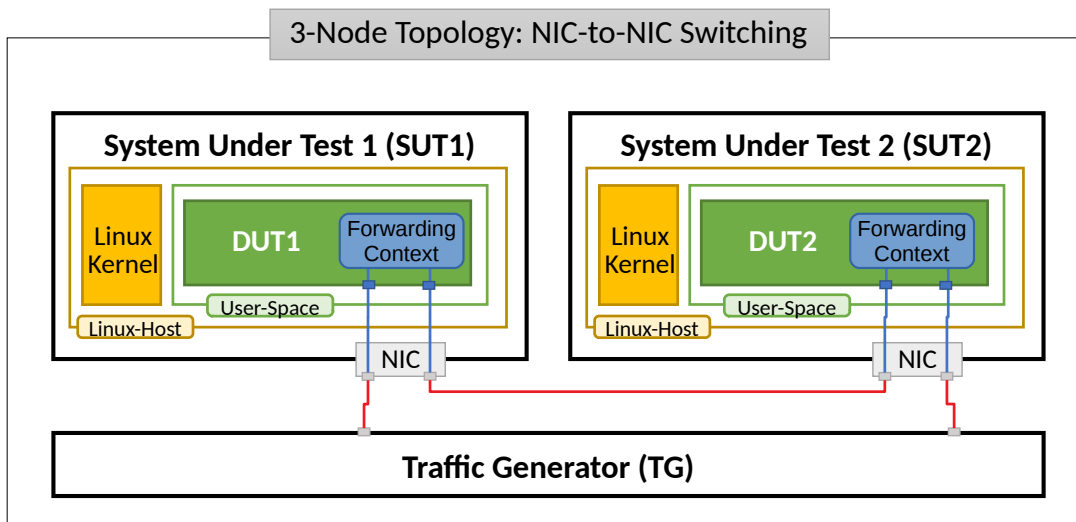 3-Node Topology: NIC-to-NIC Switching
System Under Test 1 (SUT1)
Linux
Kernel
DUT1
Forwarding
Context
User-Space
Linux-Host
NIC
System Under Test 2 (SUT2)
Linux
Kernel
DUT2
Forwarding
Context
User-Space
Linux-Host
NIC
Traffic Generator (TG)